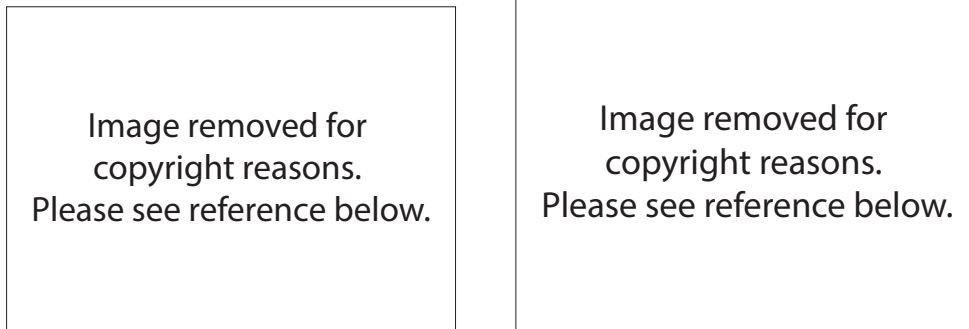 Image removed for
copyright reasons.
Please see reference below.
Image removed for
copyright reasons.
Please see reference below.